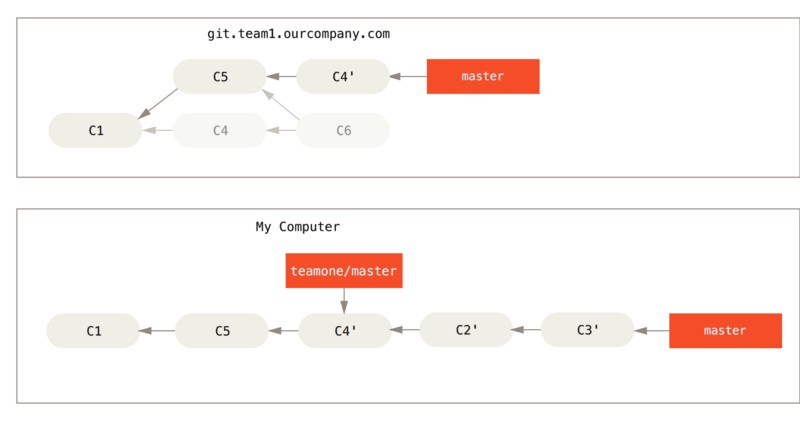 git.team1.ourcompany.com
C5
C4'
master
C1
C4
C6
My Computer
teamone/master
C1
C5
C4'
C2'
C3'
master